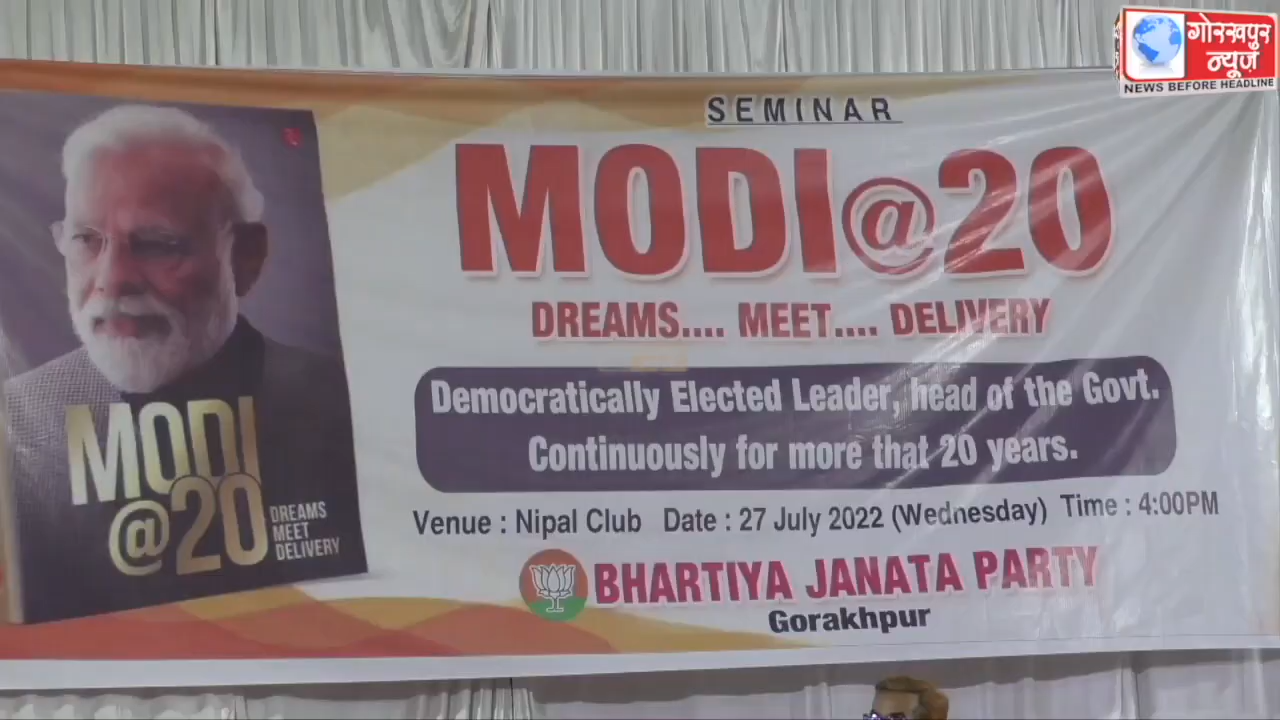 गोरखपुर
न्यूज़
NEWS BEFORE HEADLINE
SEMINAR
MODI@20
DREAMS.... MEET.... DELIVERY
Democratically Elected Leader, head of the Govt.
Continuously for more that 20 years.
Venue : Nipal Club Date : 27 July 2022 (Wednesday) Time : 4:00PM
BHARTIYA JANATA PARTY
Gorakhpur
MODI
@20
DREAMS
MEET
DELIVERY